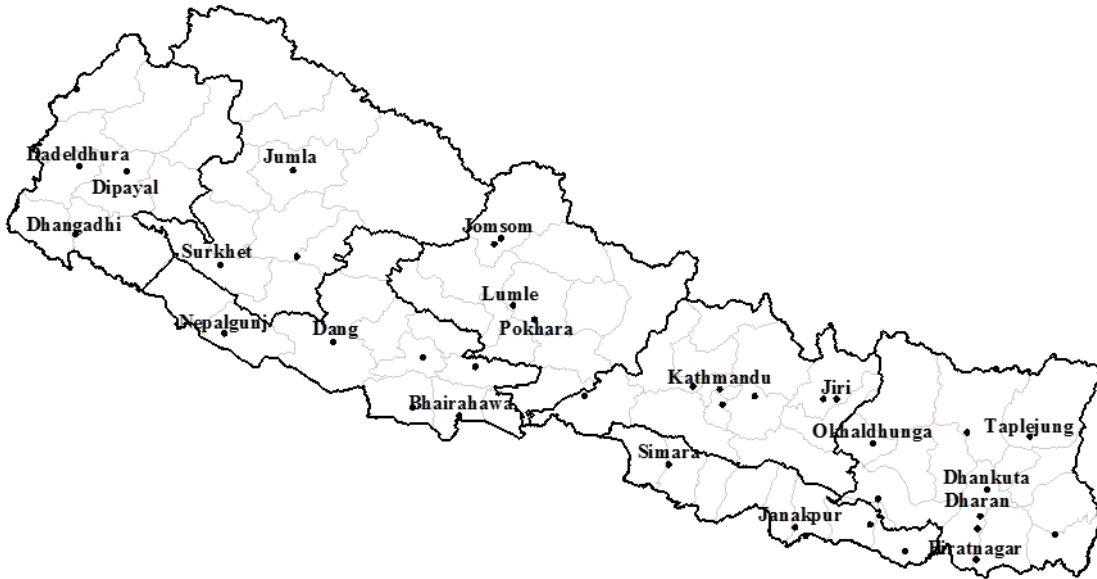 Dadeldhura
Jumla
Dipayal
Dhangadhi
Jomsom
Surkhet
Lumle
Nepalgunj
Dang
Pokhara
Kathmandu
Jiri
Bhairahawa
Okhaldhunga
Taplejung
Simara
Dhankuta
Dharan
Janakpur
Biratnagar